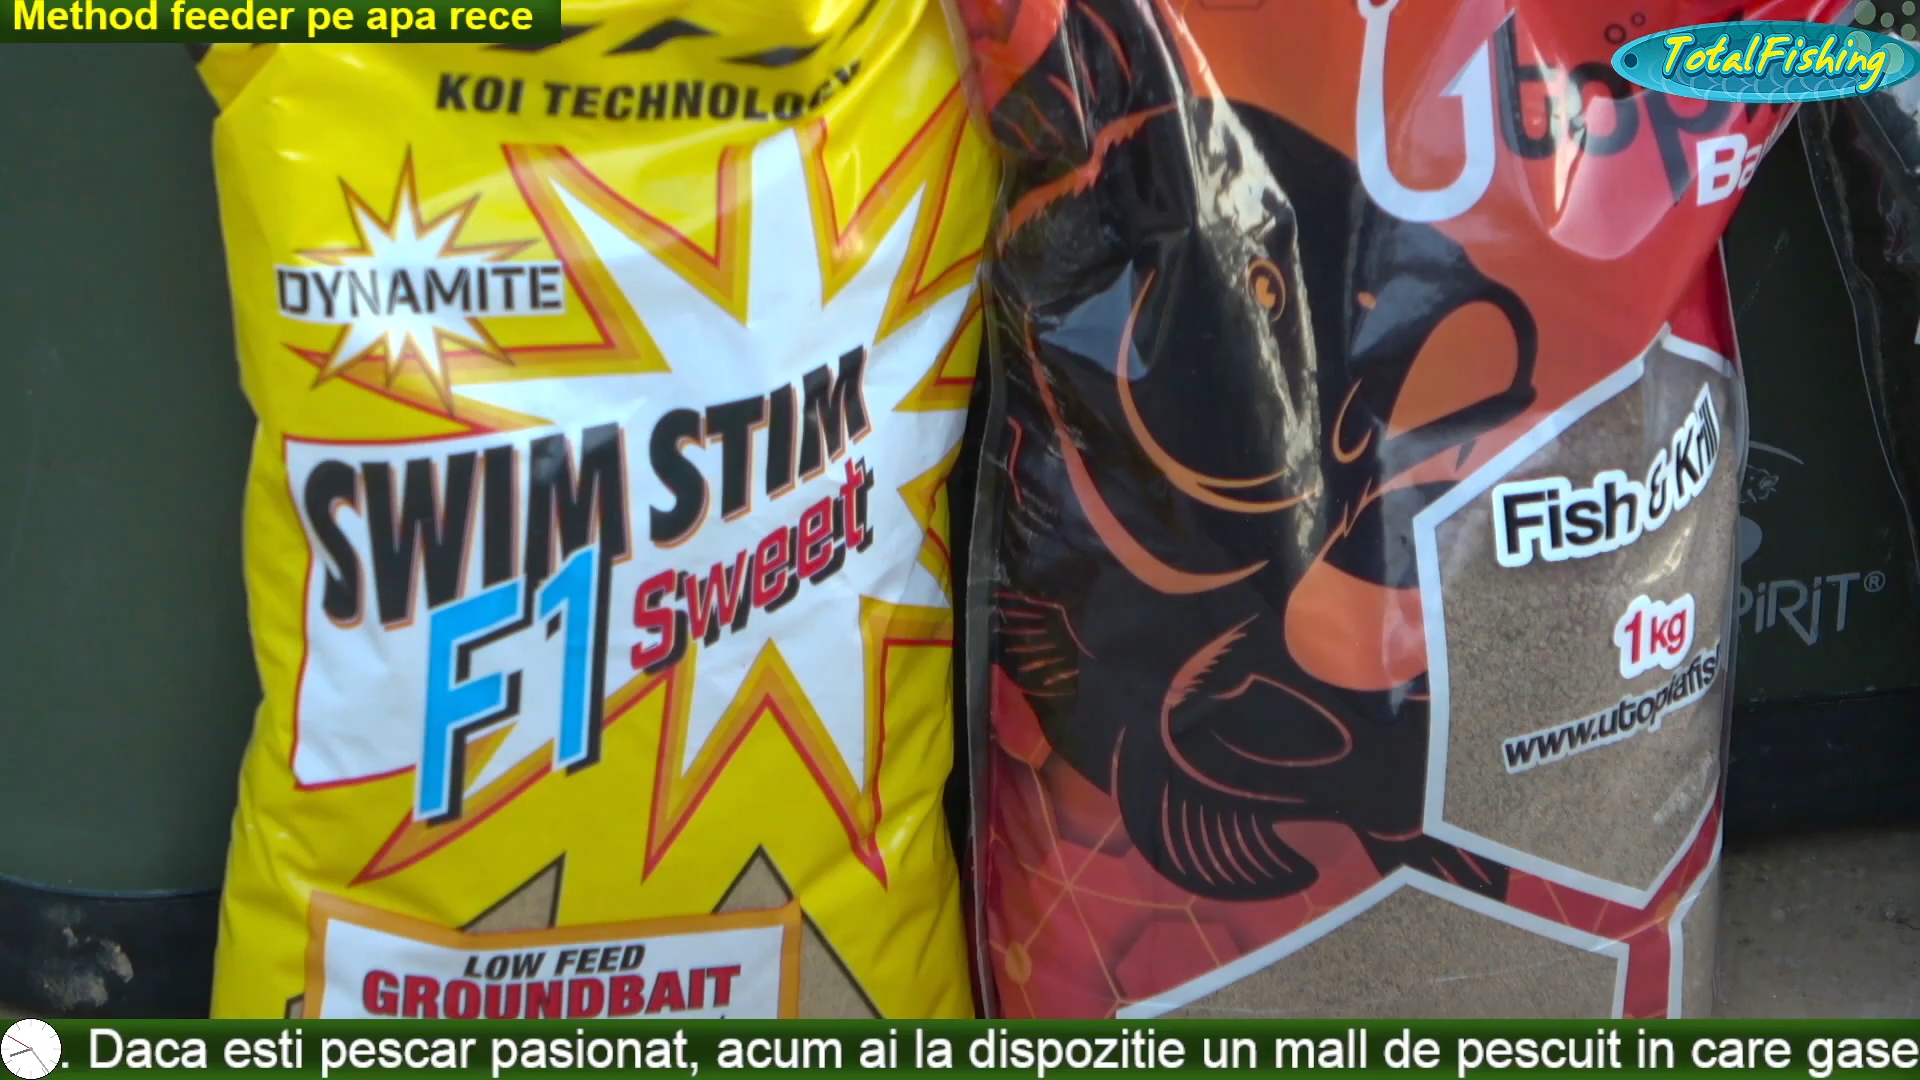 Method feeder pe apa rece
TotalFishing
KOI TECHNOLOGY
DYNAMITE
SWIM STIM
F1 Sweet
LOW FEED
GROUNDBAIT
Fish & Krill
1kg
www.utopiafis
PiRiT®
. Daca esti pescar pasionat, acum ai la dispozitie un mall de pescuit in care gase